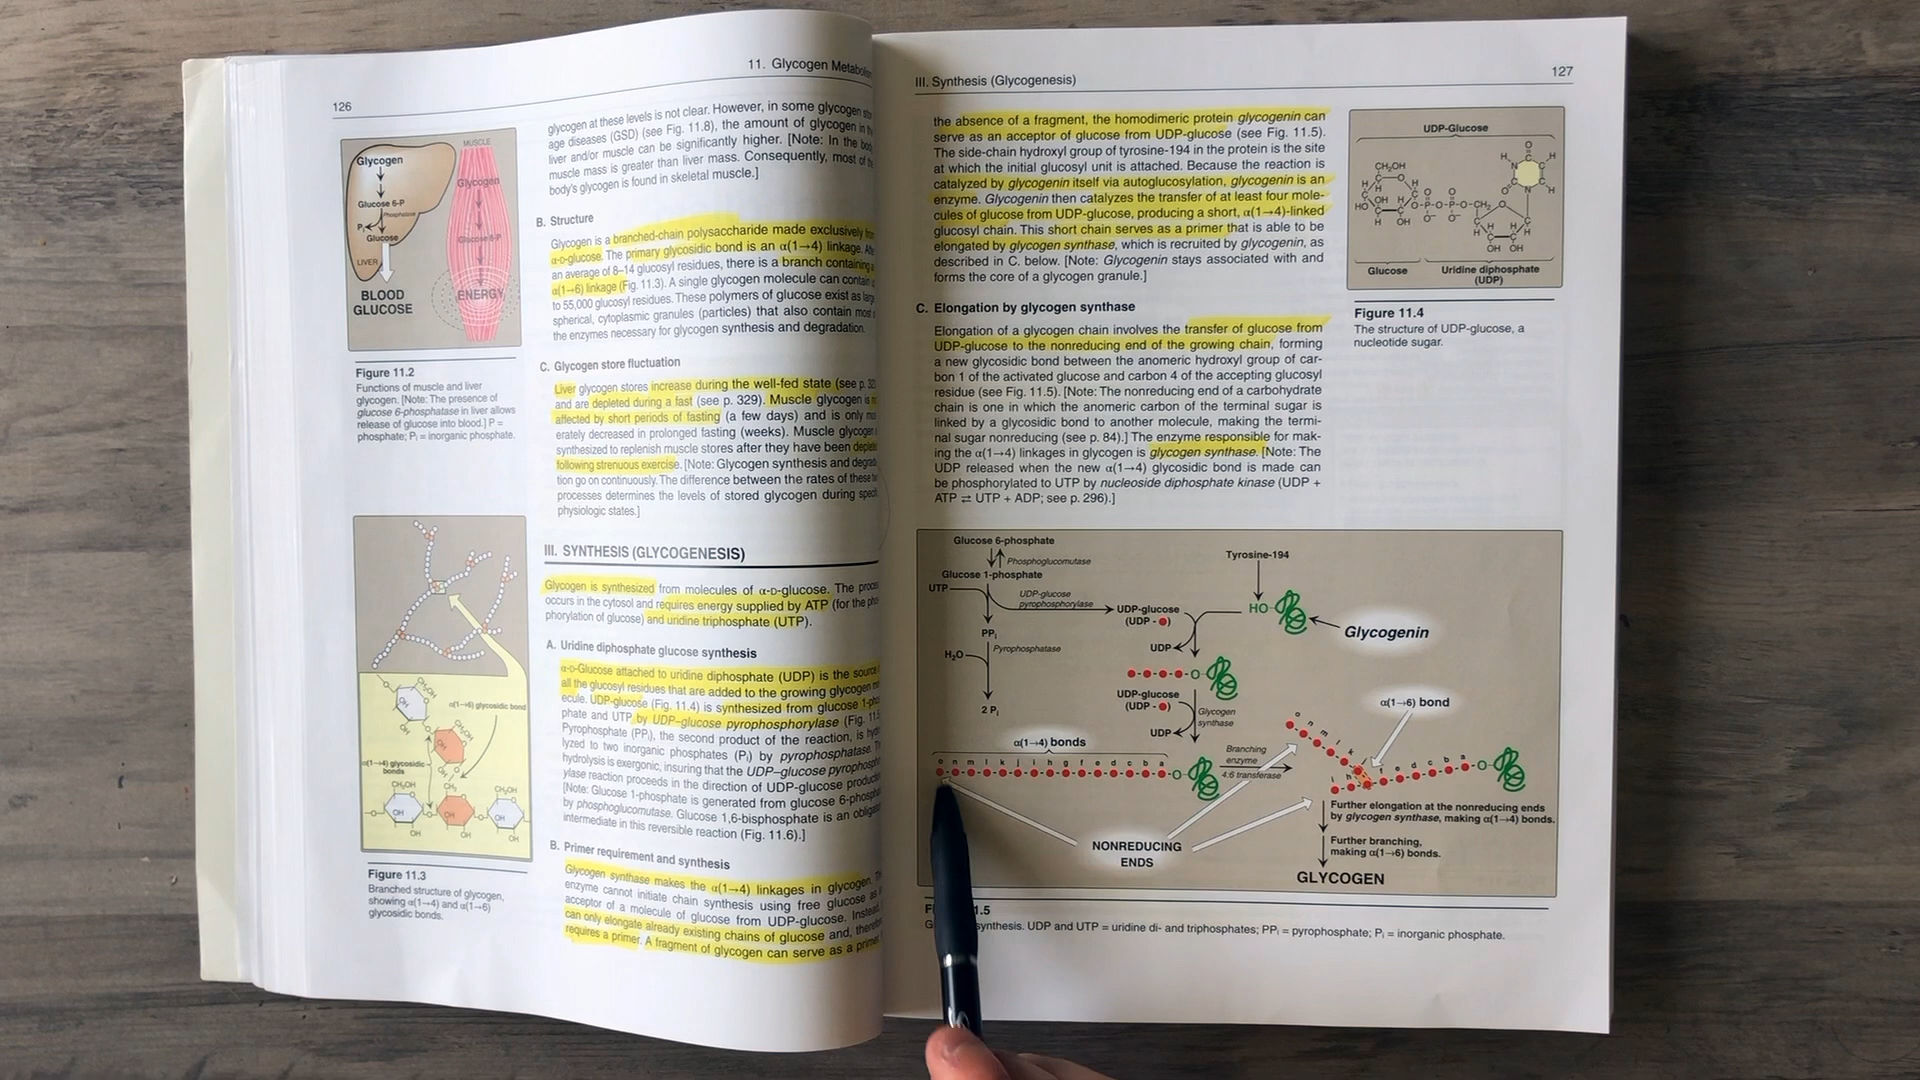 126
11. Glycogen
glycogen at these levels is not clear. However, in some glycogen
age diseases (GSD) (see Fig. 11.8), the amount of glycogen in
liver and/or muscle can be significantly higher. [Note: In the
muscle mass is greater than liver mass. Consequently, most of
body's glycogen is found in skeletal muscle.]
B. Structure
Glycogen is a branched-chain polysaccharide made exclusively
α-D-glucose. The primary glycosidic bond is an α(1→4) linkage.
an average of 8–14 glucosyl residues, there is a branch containing
α(1→6) linkage (Fig. 11.3). A single glycogen molecule can contain
to 55,000 glucosyl residues. These polymers of glucose exist as
spherical, cytoplasmic granules (particles) that also contain most
the enzymes necessary for glycogen synthesis and degradation.
C. Glycogen store fluctuation
Liver glycogen stores increase during the well-fed state (see p.
and are depleted during a fast (see p. 329). Muscle glycogen is
affected by short periods of fasting (a few days) and is only
erately decreased in prolonged fasting (weeks). Muscle glycogen
synthesized to replenish muscle stores after they have been
following strenuous exercise. [Note: Glycogen synthesis and
tion go on continuously. The difference between the rates of these
processes determines the levels of stored glycogen during
physiologic states.]
III. SYNTHESIS (GLYCOGENESIS)
Glycogen is synthesized from molecules of α-D-glucose. The
occurs in the cytosol and requires energy supplied by ATP (for the
phorylation of glucose) and uridine triphosphate (UTP).
A. Uridine diphosphate glucose synthesis
α-D-Glucose attached to uridine diphosphate (UDP) is the source
all the glucosyl residues that are added to the growing glycogen
ecule. UDP-glucose (Fig. 11.4) is synthesized from glucose
phate and UTP by UDP–glucose pyrophosphorylase (Fig.
Pyrophosphate (PPi), the second product of the reaction, is
lyzed to two inorganic phosphates (Pi) by pyrophosphatase.
hydrolysis is exergonic, insuring that the UDP–glucose
ylase reaction proceeds in the direction of UDP-glucose
[Note: Glucose 1-phosphate is generated from glucose
by phosphoglucomutase. Glucose 1,6-bisphosphate is an
intermediate in this reversible reaction (Fig. 11.6).]
B. Primer requirement and synthesis
Glycogen synthase makes the α(1→4) linkages in glycogen.
enzyme cannot initiate chain synthesis using free glucose as
acceptor of a molecule of glucose from UDP-glucose. Instead,
can only elongate already existing chains of glucose and,
requires a primer. A fragment of glycogen can serve as a
MUSCLE
Glycogen
Glycogen
Glucose 6-P
Phosphatase
Pi
Glucose
Glucose 6-P
LIVER
BLOOD
GLUCOSE
ENERGY
Figure 11.2
Functions of muscle and liver
glycogen. [Note: The presence of
glucose 6-phosphatase in liver allows
release of glucose into blood.] P =
phosphate; Pi = inorganic phosphate.
α(1→6) glycosidic bond
α(1→4) glycosidic
bonds
CH₂OH
CH₂OH
CH₂OH
CH₂
CH₂OH
OH
OH
OH
OH
OH
OH
OH
OH
OH
Figure 11.3
Branched structure of glycogen,
showing α(1→4) and α(1→6)
glycosidic bonds.
III. Synthesis (Glycogenesis)
127
the absence of a fragment, the homodimeric protein glycogenin can
serve as an acceptor of glucose from UDP-glucose (see Fig. 11.5).
The side-chain hydroxyl group of tyrosine-194 in the protein is the site
at which the initial glucosyl unit is attached. Because the reaction is
catalyzed by glycogenin itself via autoglucosylation, glycogenin is an
enzyme. Glycogenin then catalyzes the transfer of at least four mole-
cules of glucose from UDP-glucose, producing a short, α(1→4)-linked
glucosyl chain. This short chain serves as a primer that is able to be
elongated by glycogen synthase, which is recruited by glycogenin, as
described in C. below. [Note: Glycogenin stays associated with and
forms the core of a glycogen granule.]
C. Elongation by glycogen synthase
Elongation of a glycogen chain involves the transfer of glucose from
UDP-glucose to the nonreducing end of the growing chain, forming
a new glycosidic bond between the anomeric hydroxyl group of car-
bon 1 of the activated glucose and carbon 4 of the accepting glucosyl
residue (see Fig. 11.5). [Note: The nonreducing end of a carbohydrate
chain is one in which the anomeric carbon of the terminal sugar is
linked by a glycosidic bond to another molecule, making the termi-
nal sugar nonreducing (see p. 84).] The enzyme responsible for mak-
ing the α(1→4) linkages in glycogen is glycogen synthase. [Note: The
UDP released when the new α(1→4) glycosidic bond is made can
be phosphorylated to UTP by nucleoside diphosphate kinase (UDP +
ATP ⇄ UTP + ADP; see p. 296).]
UDP-Glucose
CH₂OH
Glucose
Uridine diphosphate
(UDP)
Figure 11.4
The structure of UDP-glucose, a
nucleotide sugar.
Glucose 6-phosphate
Phosphoglucomutase
Glucose 1-phosphate
UTP
UDP-glucose
pyrophosphorylase
UDP-glucose
(UDP - )
PPi
H₂O
Pyrophosphatase
2 Pi
Tyrosine-194
HO
Glycogenin
UDP
O
UDP-glucose
(UDP - )
Glycogen
synthase
UDP
α(1→4) bonds
o n m l k j i h g f e d c b a
O
Branching
enzyme
4:6 transferase
α(1→6) bond
o n m l k
i h f e d c b a
O
NONREDUCING
ENDS
Further elongation at the nonreducing ends
by glycogen synthase, making α(1→4) bonds.
Further branching,
making α(1→6) bonds.
GLYCOGEN
1.5
synthesis. UDP and UTP = uridine di- and triphosphates; PPi = pyrophosphate; Pi = inorganic phosphate.